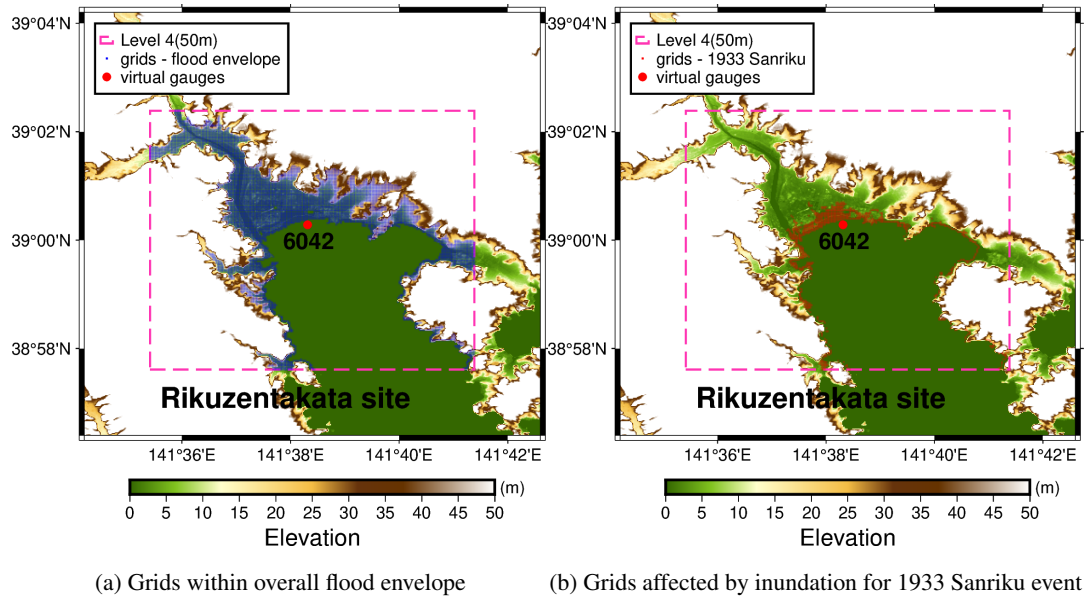 39°04'N
Level 4(50m)
grids - flood envelope
virtual gauges
39°02'N
39°00'N
6042
38°58'N
Rikuzentakata site
141°36'E 141°38'E 141°40'E 141°42'E
(m)
0 5 10 15 20 25 30 35 40 45 50
Elevation
(a) Grids within overall flood envelope
39°04'N
Level 4(50m)
grids - 1933 Sanriku
virtual gauges
39°02'N
39°00'N
6042
38°58'N
Rikuzentakata site
141°36'E 141°38'E 141°40'E 141°42'E
(m)
0 5 10 15 20 25 30 35 40 45 50
Elevation
(b) Grids affected by inundation for 1933 Sanriku event